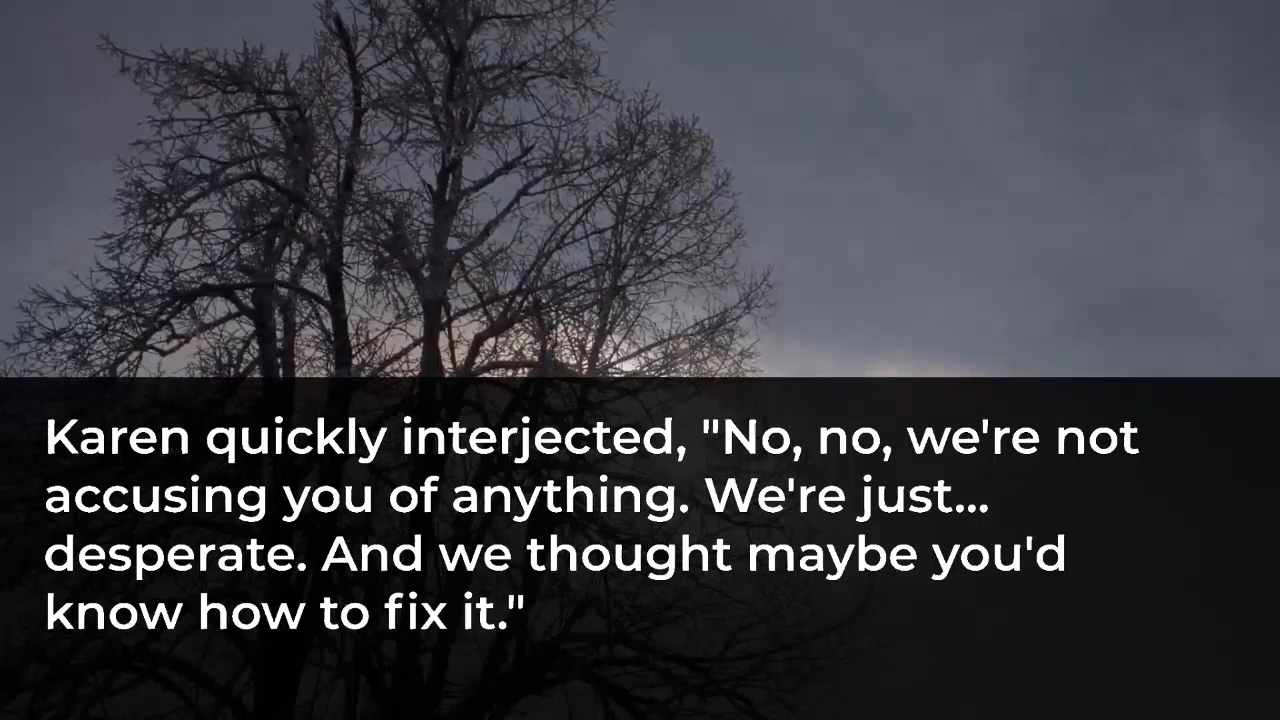 Karen quickly interjected, "No, no, we're not
accusing you of anything. We're just...
desperate. And we thought maybe you'd
know how to fix it."